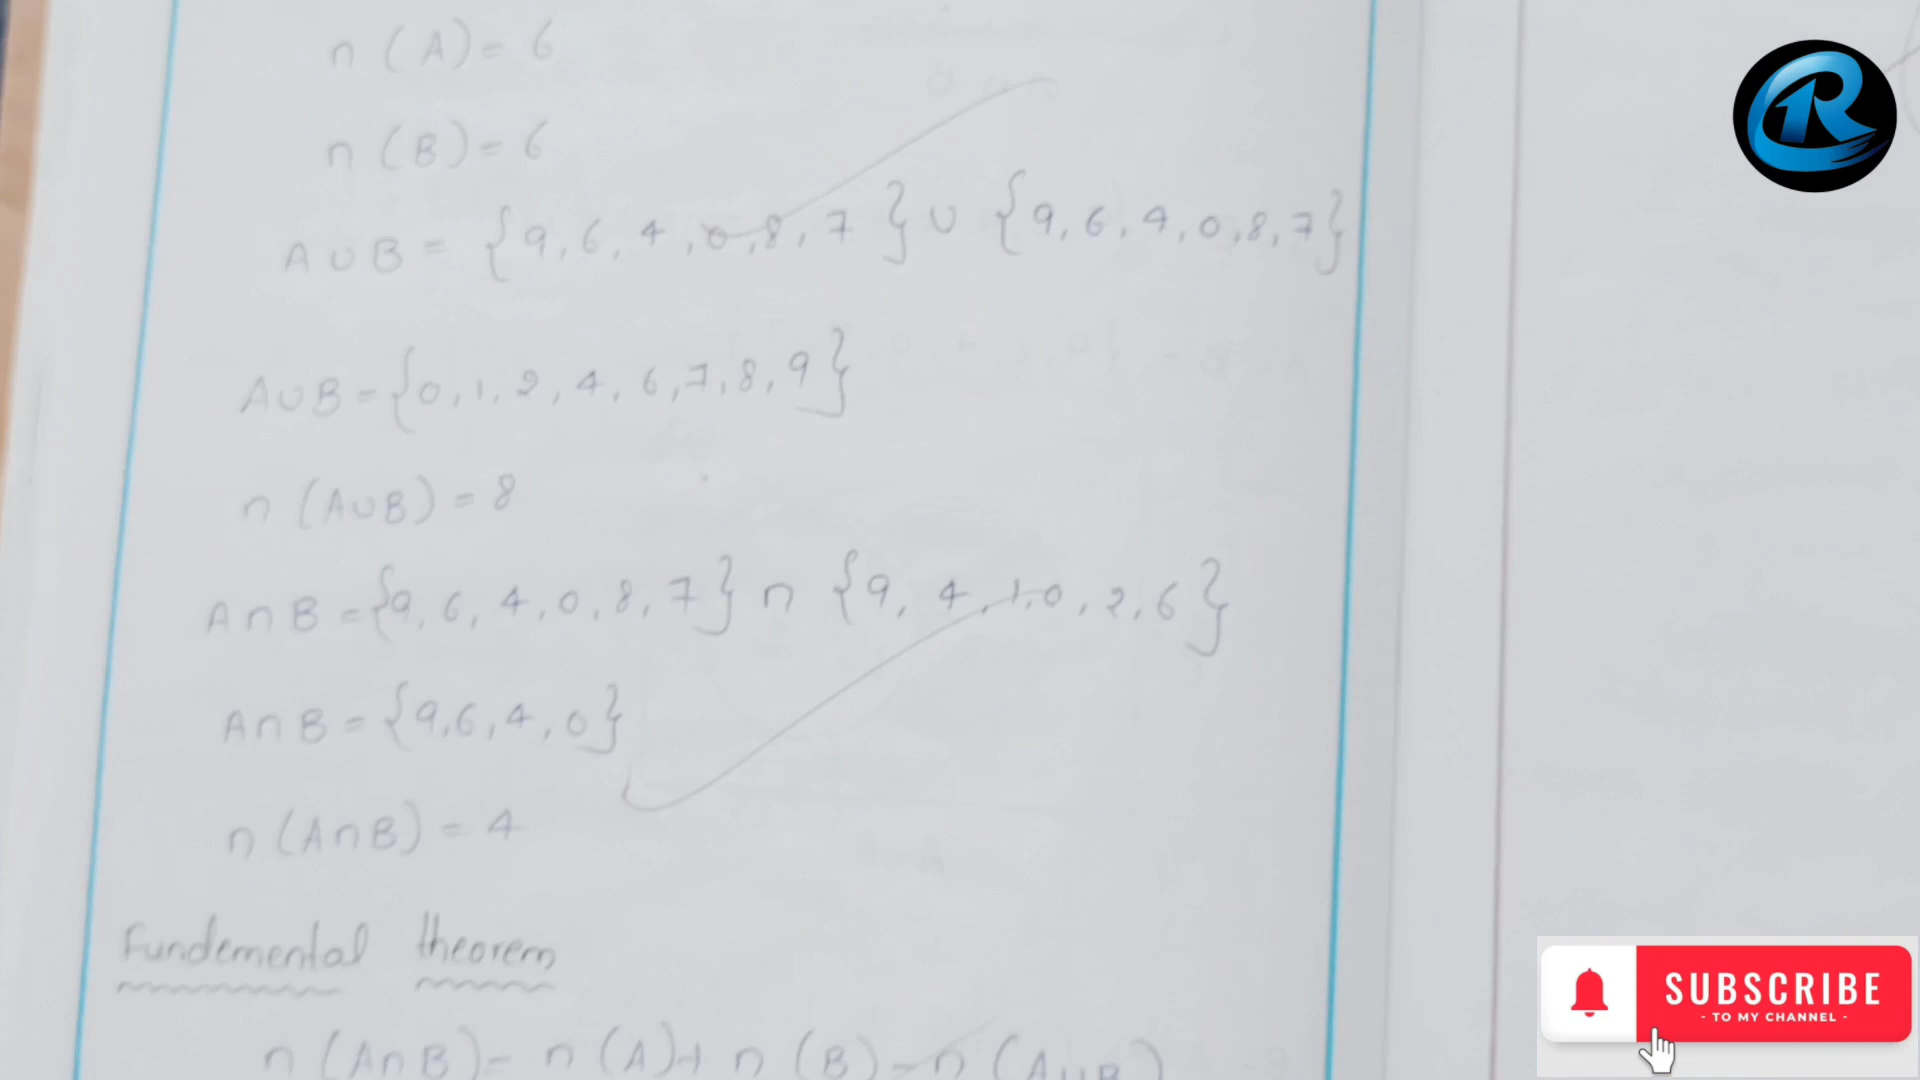 n (A) = 6
n (B) = 6
A∪B = {9, 6, 4, 0, 8, 7} ∪ {9, 6, 4, 0, 8, 7}
A∪B = {0, 1, 2, 4, 6, 7, 8, 9}
n (A∪B) = 8
A∩B = {9, 6, 4, 0, 8, 7} ∩ {9, 4, 1, 0, 2, 6}
A∩B = {9, 6, 4, 0}
n (A∩B) = 4
Fundemental theorem
n (A∩B) = n (A) + n (B) - n (A∪B)
SUBSCRIBE
- TO MY CHANNEL -